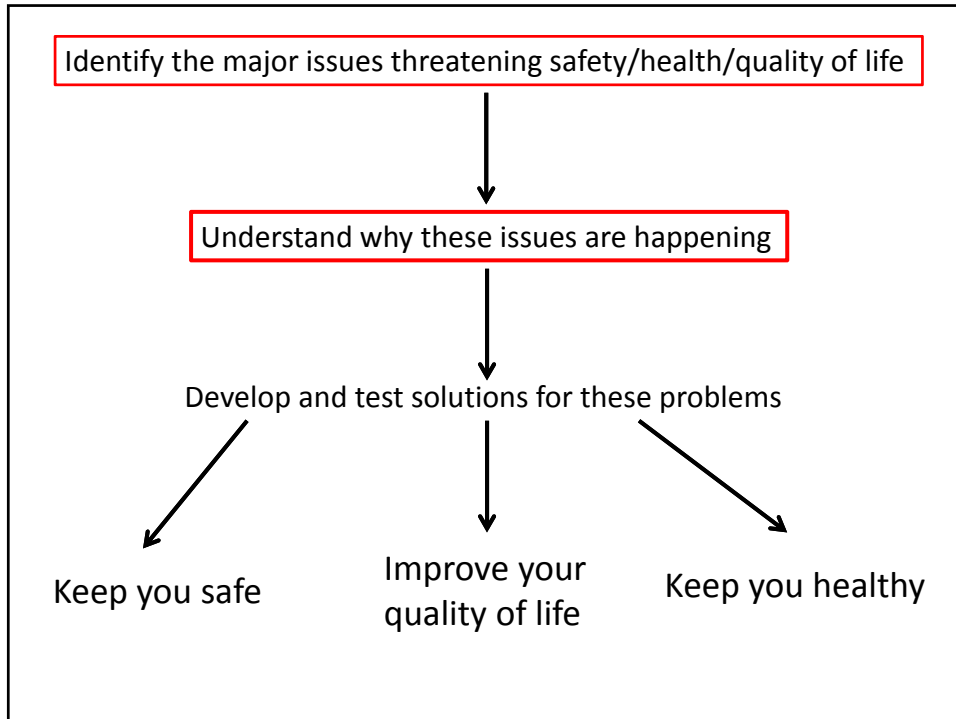 Identify the major issues threatening safety/health/quality of life
Understand why these issues are happening
Develop and test solutions for these problems
Keep you safe
Improve your
quality of life
Keep you healthy